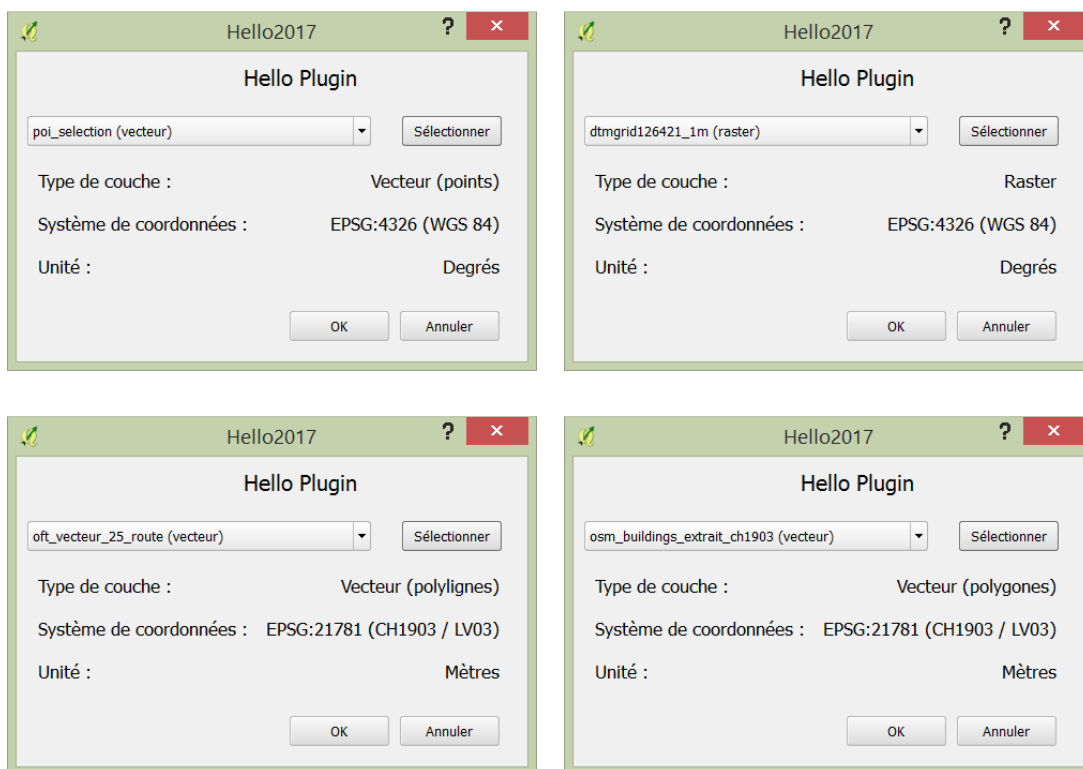 Hello2017 ?
Hello Plugin
poi_selection (vecteur) Sélectionner
Type de couche : Vecteur (points)
Système de coordonnées : EPSG:4326 (WGS 84)
Unité : Degrés
OK Annuler
Hello2017 ?
Hello Plugin
dtmgrid126421_1m (raster) Sélectionner
Type de couche : Raster
Système de coordonnées : EPSG:4326 (WGS 84)
Unité : Degrés
OK Annuler
Hello2017 ?
Hello Plugin
oft_vecteur_25_route (vecteur) Sélectionner
Type de couche : Vecteur (polylignes)
Système de coordonnées : EPSG:21781 (CH1903 / LV03)
Unité : Mètres
OK Annuler
Hello2017 ?
Hello Plugin
osm_buildings_extrait_ch1903 (vecteur) Sélectionner
Type de couche : Vecteur (polygones)
Système de coordonnées : EPSG:21781 (CH1903 / LV03)
Unité : Mètres
OK Annuler